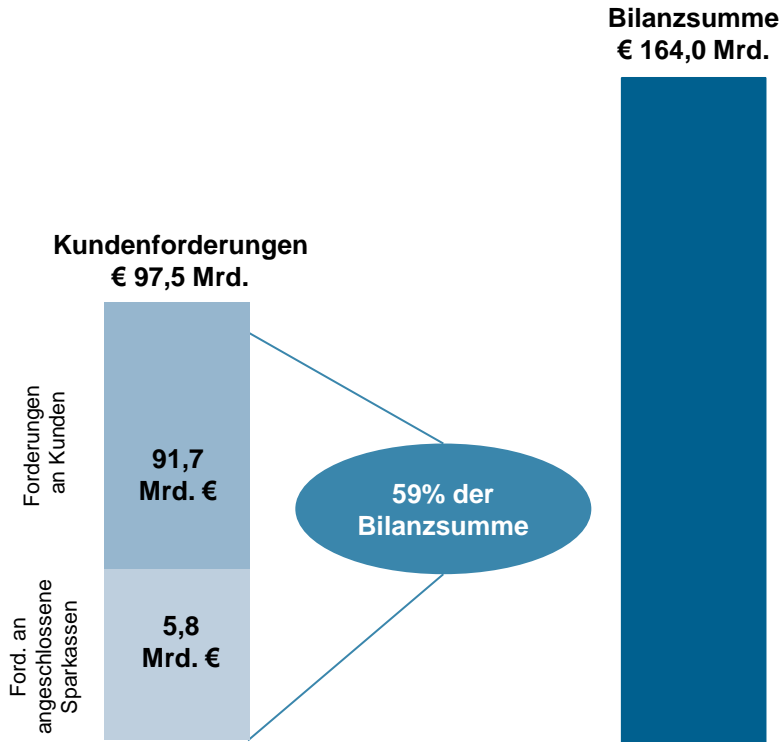 Bilanzsumme
€ 164,0 Mrd.
Kundenforderungen
€ 97,5 Mrd.
Forderungen
an Kunden
91,7
Mrd. €
59% der
Bilanzsumme
Ford. an
angeschlossene
Sparkassen
5,8
Mrd. €